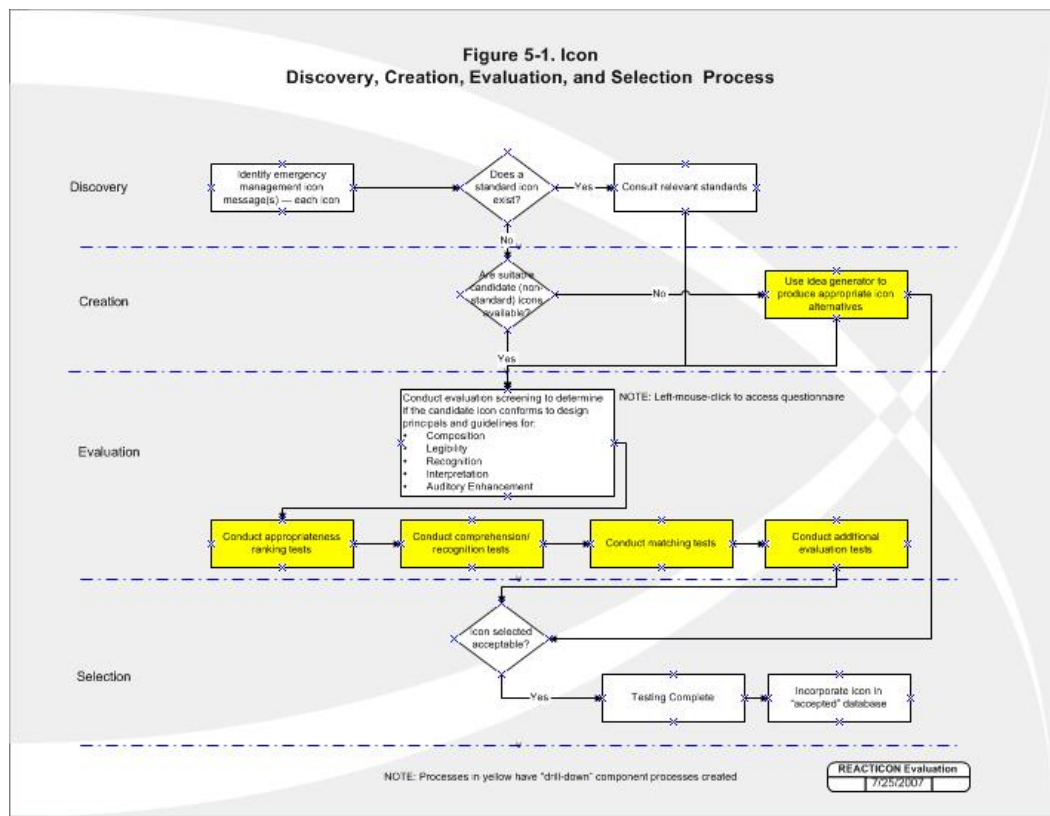 Figure 5-1. Icon
Discovery, Creation, Evaluation, and Selection Process
Discovery
Identify emergency
management icon
message(s) — each icon
Does a
standard icon
exist?
Yes
Consult relevant standards
No
Creation
Are suitable
candidate (non-
standard) icons
available?
No
Use idea generator to
produce appropriate icon
alternatives
Yes
Evaluation
Conduct evaluation screening to determine
if the candidate icon conforms to design
principals and guidelines for:
• Composition
• Legibility
• Recognition
• Interpretation
• Auditory Enhancement
NOTE: Left-mouse-click to access questionnaire
Conduct appropriateness
ranking tests
Conduct comprehension/
recognition tests
Conduct matching tests
Conduct additional
evaluation tests
Selection
Icon selected
acceptable?
Yes
Testing Complete
Incorporate icon in
"accepted" database
NOTE: Processes in yellow have "drill-down" component processes created
REACTICON Evaluation
7/25/2007